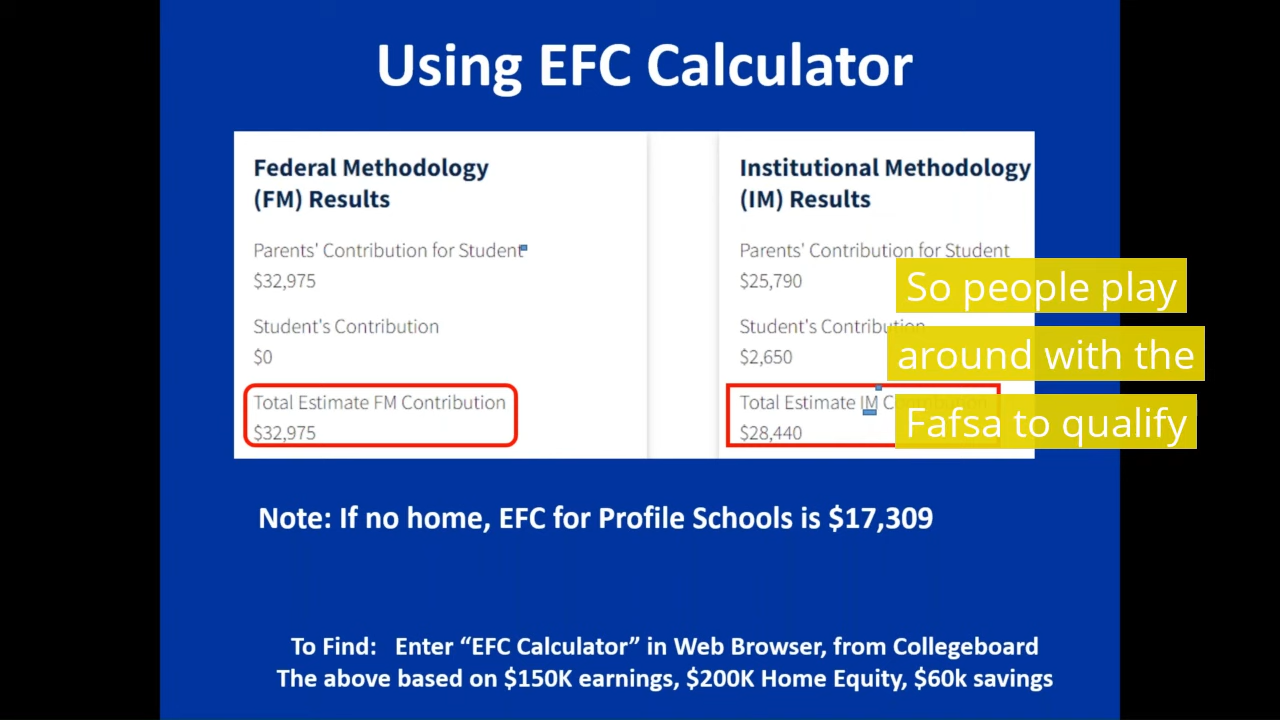 Using EFC Calculator
Federal Methodology
(FM) Results
Parents' Contribution for Student
$32,975
Student's Contribution
$0
Total Estimate FM Contribution
$32,975
Institutional Methodology
(IM) Results
Parents' Contribution for Student
$25,790
Student's Contribution
$2,650
Total Estimate IM Contribution
$28,440
So people play
around with the
Fafsa to qualify
Note: If no home, EFC for Profile Schools is $17,309
To Find: Enter “EFC Calculator” in Web Browser, from Collegeboard
The above based on $150K earnings, $200K Home Equity, $60k savings